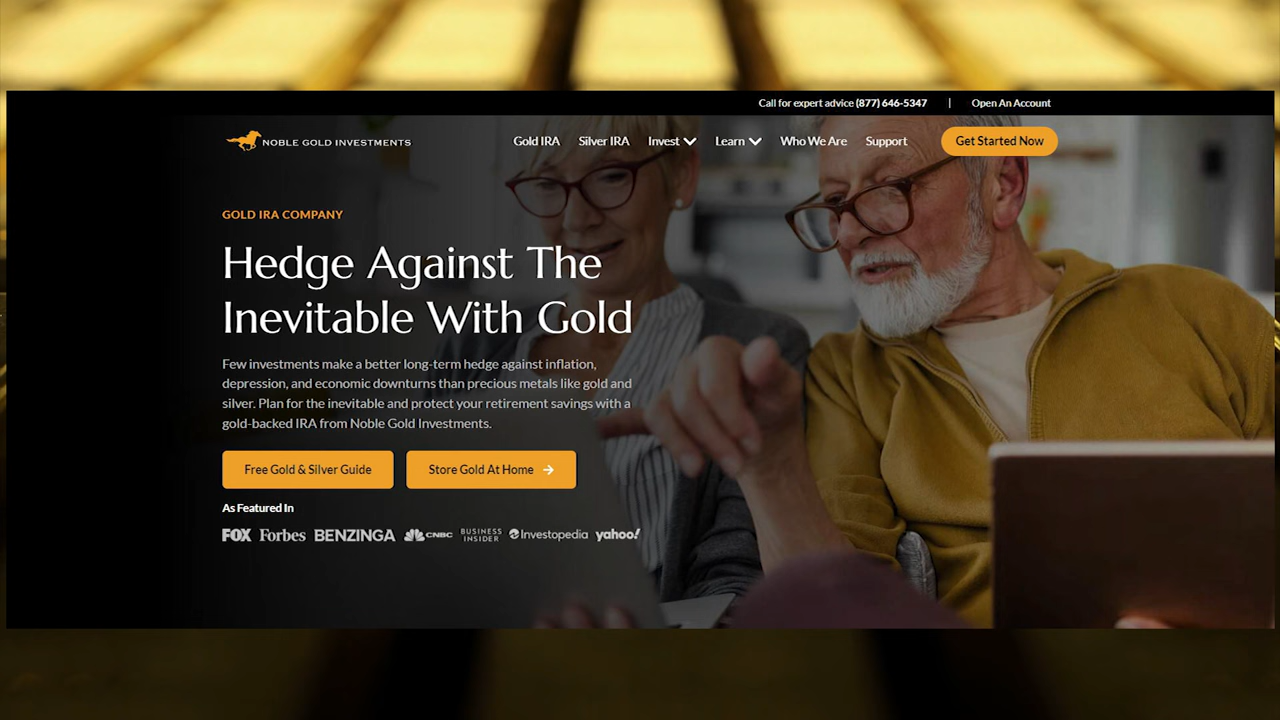 Call for expert advice (877) 646-5347 | Open An Account
NOBLE GOLD INVESTMENTS
Gold IRA Silver IRA Invest Learn Who We Are Support Get Started Now
GOLD IRA COMPANY
Hedge Against The
Inevitable With Gold
Few investments make a better long-term hedge against inflation,
depression, and economic downturns than precious metals like gold and
silver. Plan for the inevitable and protect your retirement savings with a
gold-backed IRA from Noble Gold Investments.
Free Gold & Silver Guide Store Gold At Home →
As Featured In
FOX Forbes BENZINGA CNBC BUSINESS INSIDER Investopedia yahoo!